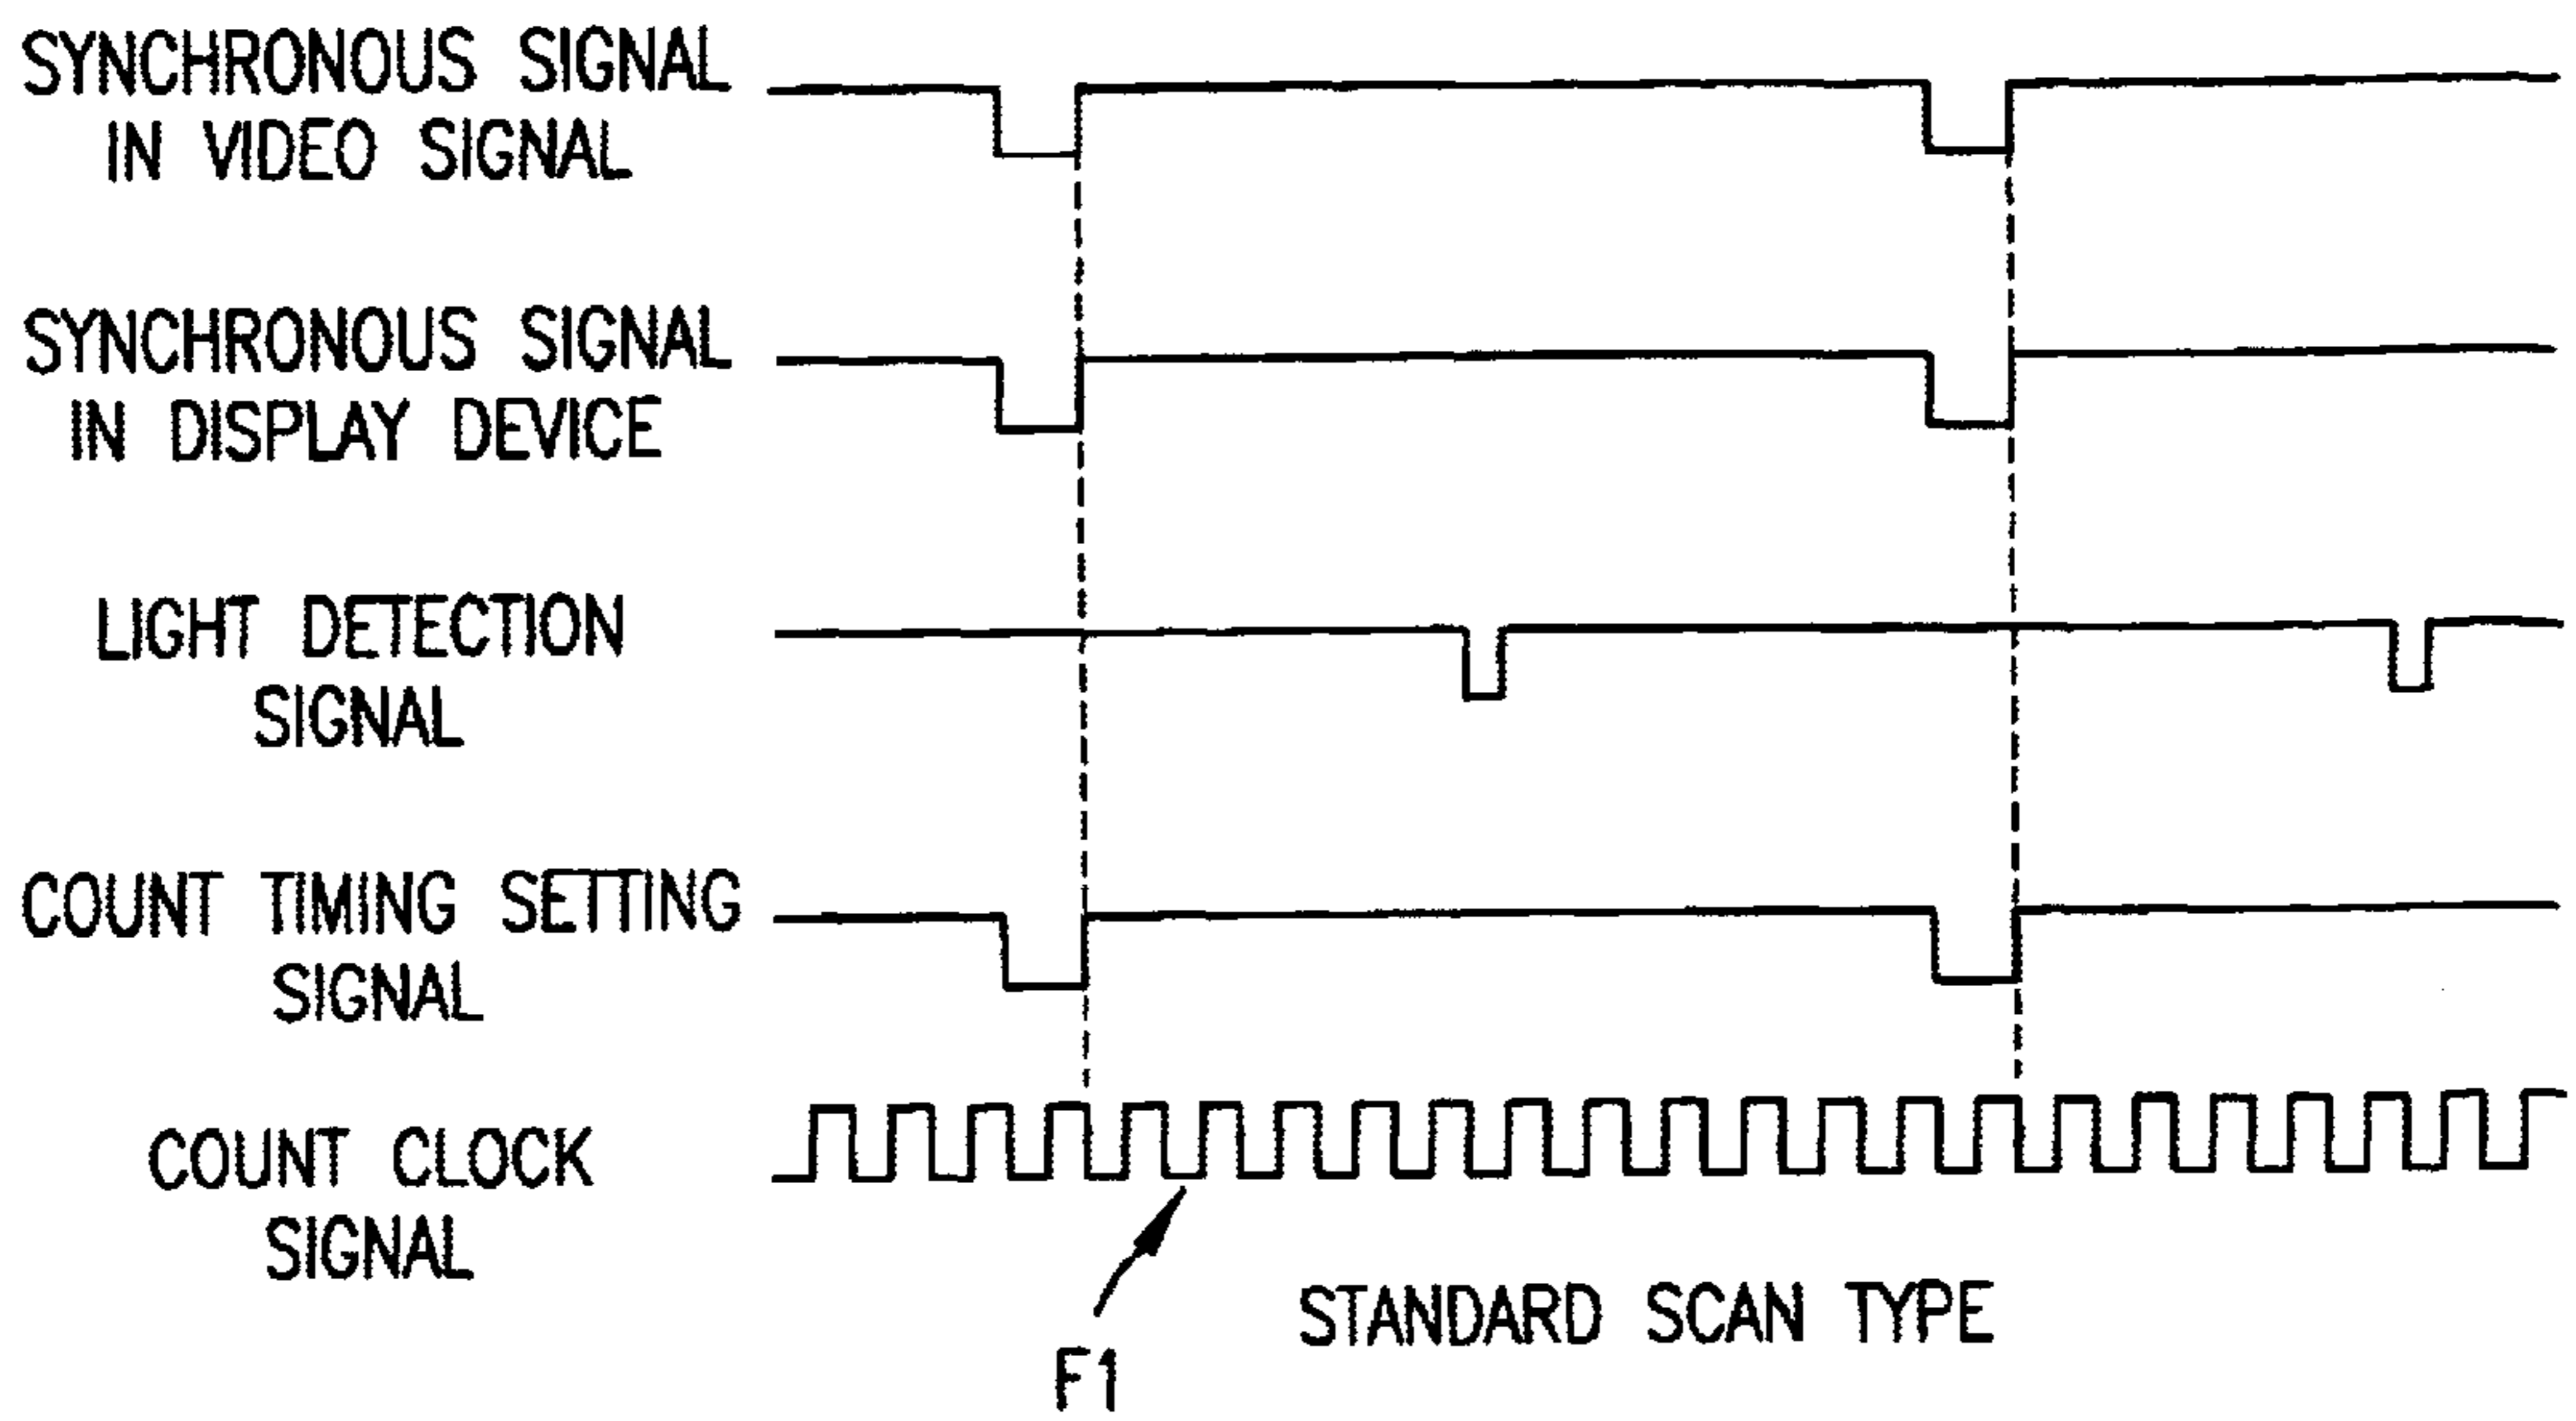 SYNCHRONOUS SIGNAL
IN VIDEO SIGNAL
SYNCHRONOUS SIGNAL
IN DISPLAY DEVICE
LIGHT DETECTION
SIGNAL
COUNT TIMING SETTING
SIGNAL
COUNT CLOCK
SIGNAL
STANDARD SCAN TYPE
F1